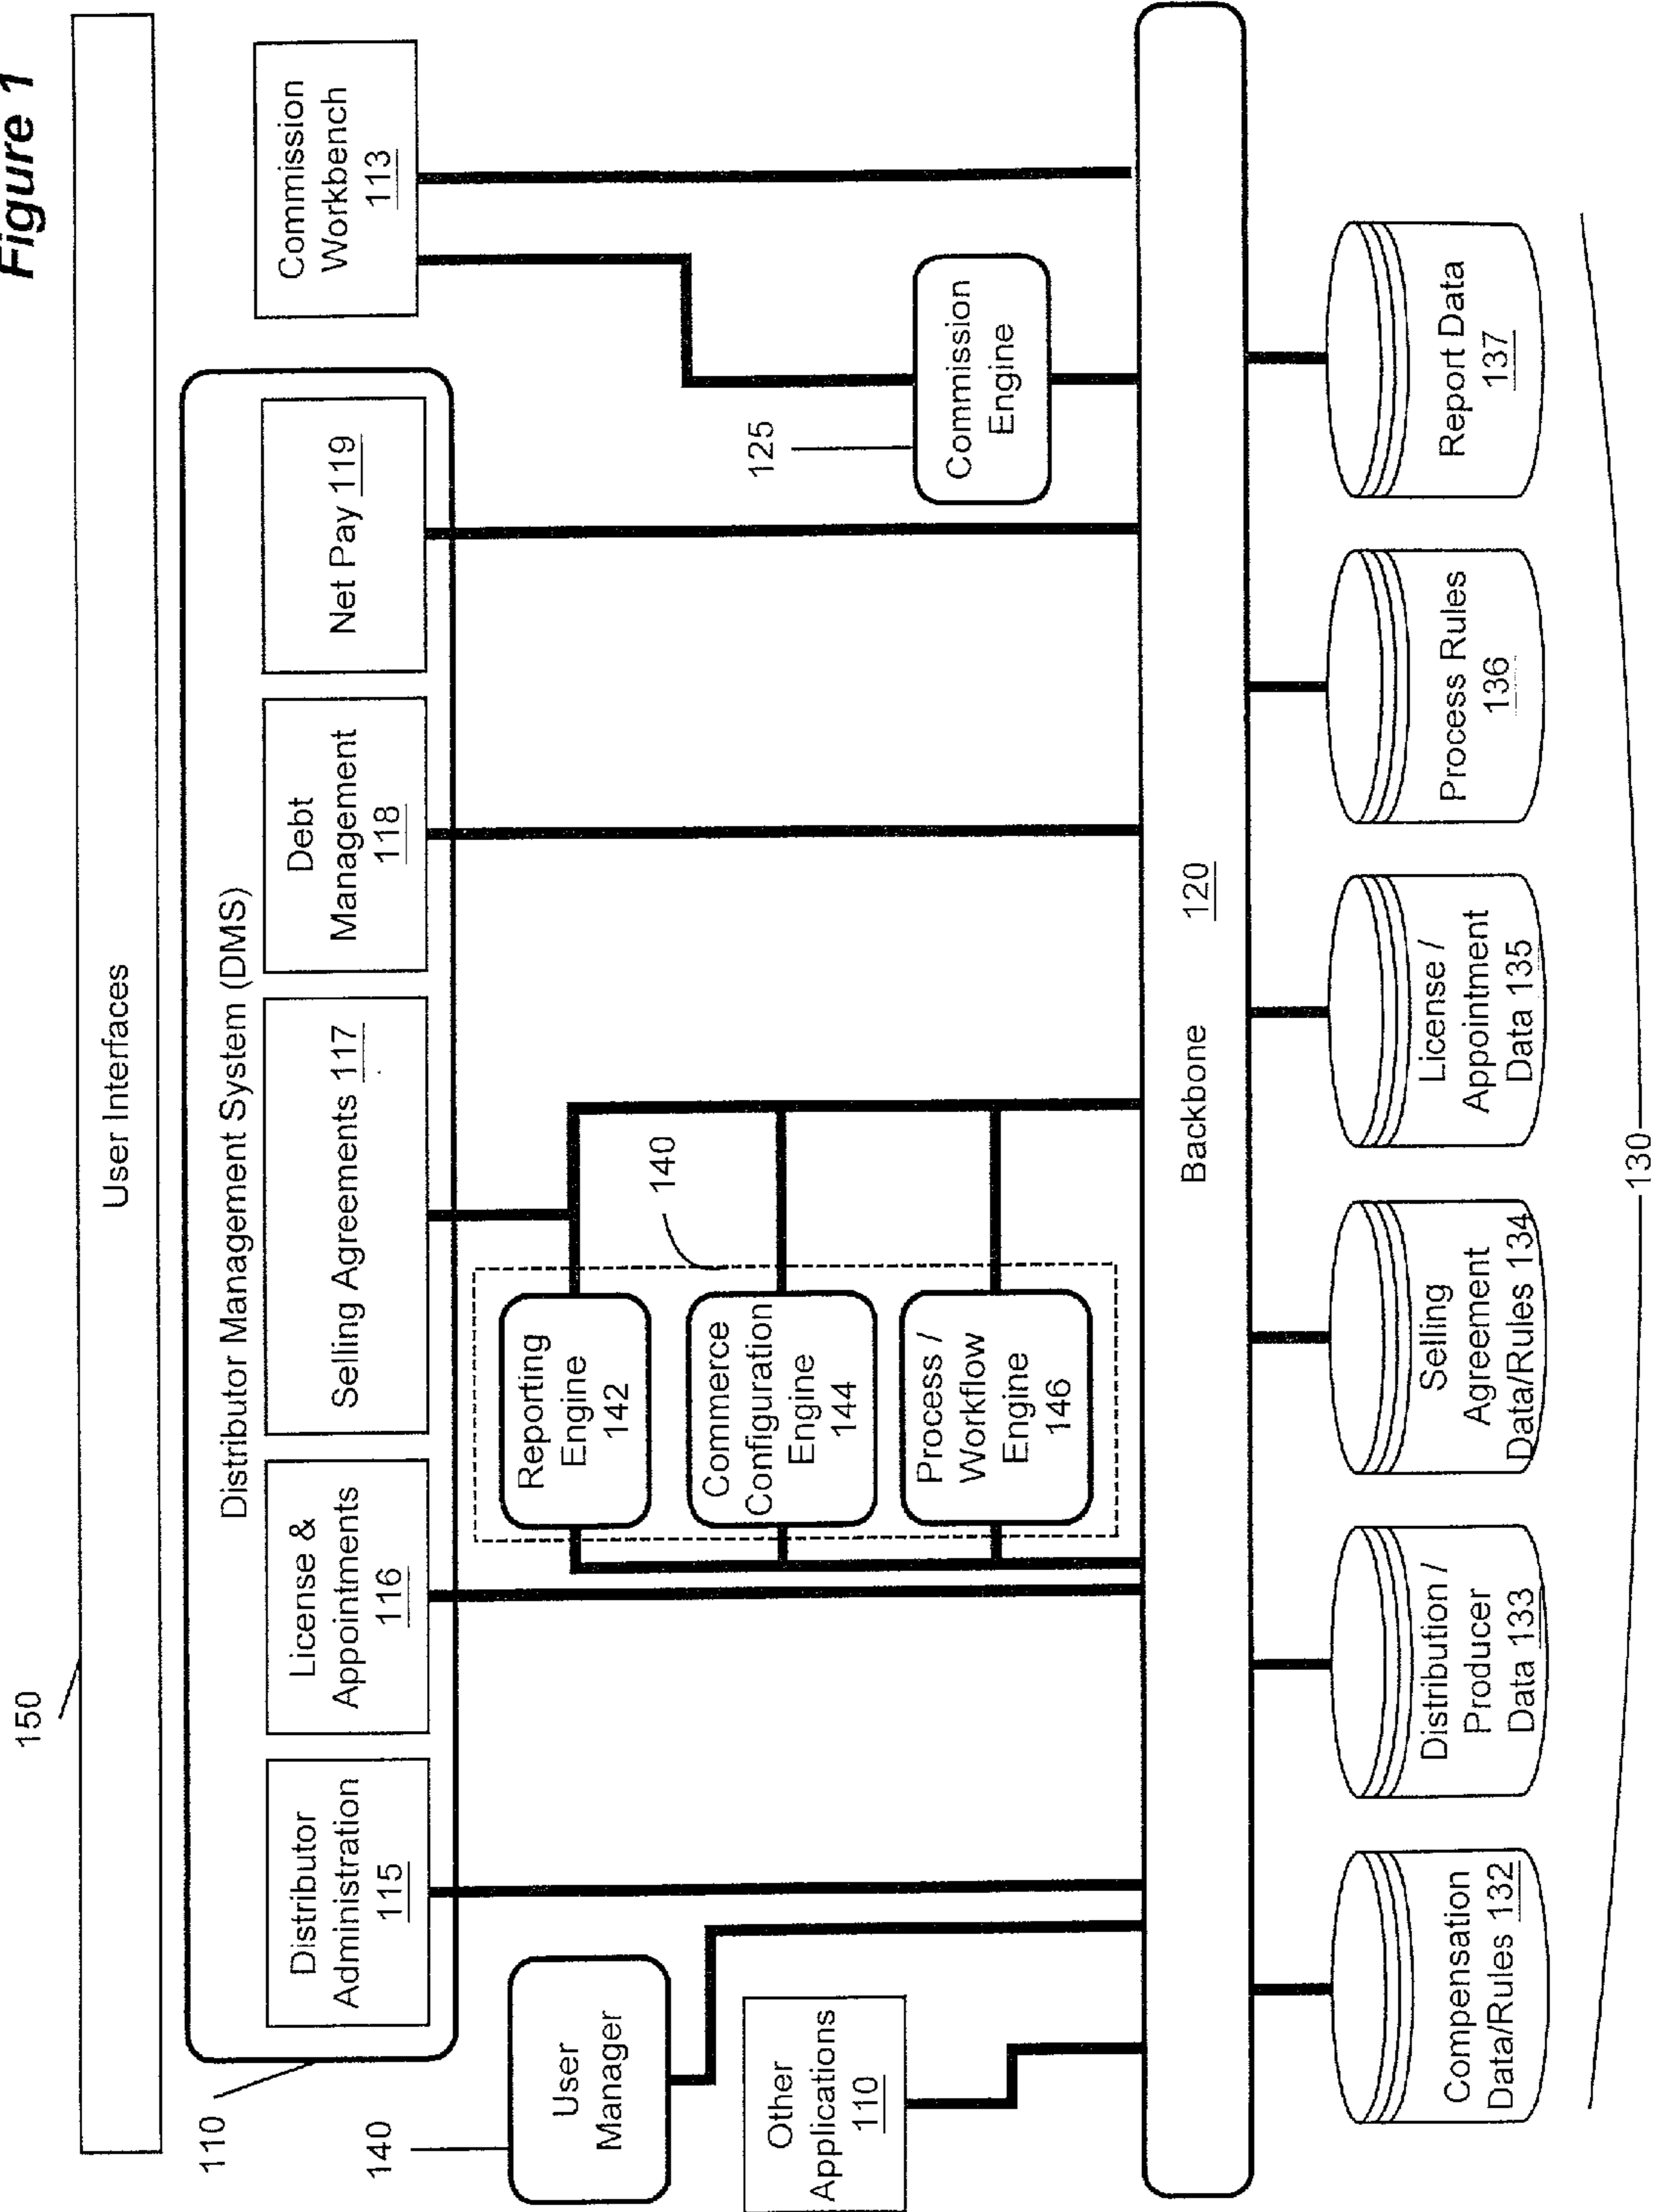 Figure 1
150
User Interfaces
110
Distributor Management System (DMS)
Distributor
Administration
115
License &
Appointments
116
Selling Agreements 117
Debt
Management
118
Net Pay 119
Commission
Workbench
113
140
User
Manager
Other
Applications
110
140
Reporting
Engine
142
Commerce
Configuration
Engine
144
Process /
Workflow
Engine
146
125
Commission
Engine
Backbone 120
Compensation
Data/Rules 132
Distribution /
Producer
Data 133
Selling
Agreement
Data/Rules 134
License /
Appointment
Data 135
Process Rules
136
Report Data
137
130